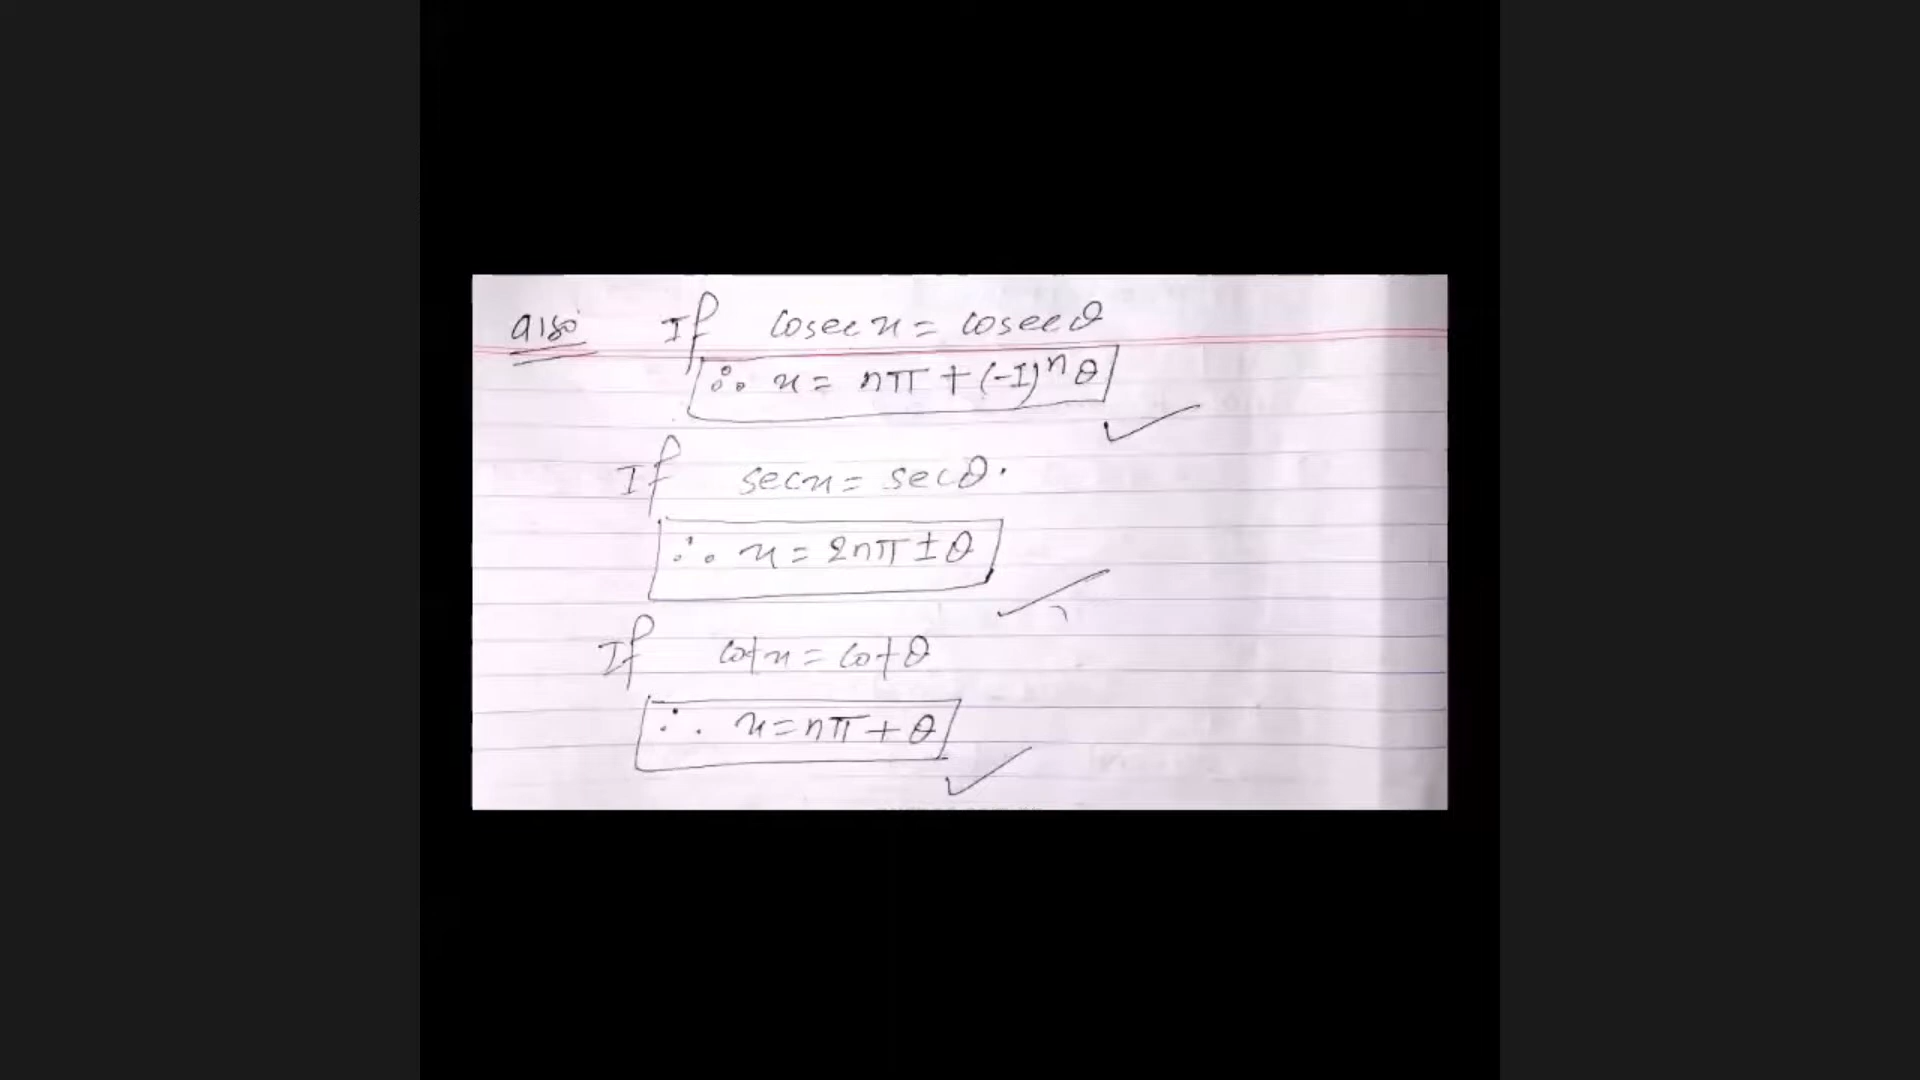 also If cosec x = cosec θ
∴ x = nπ + (-1)ⁿ θ
If sec x = sec θ.
∴ x = 2nπ ± θ
If cot x = cot θ
∴ x = nπ + θ